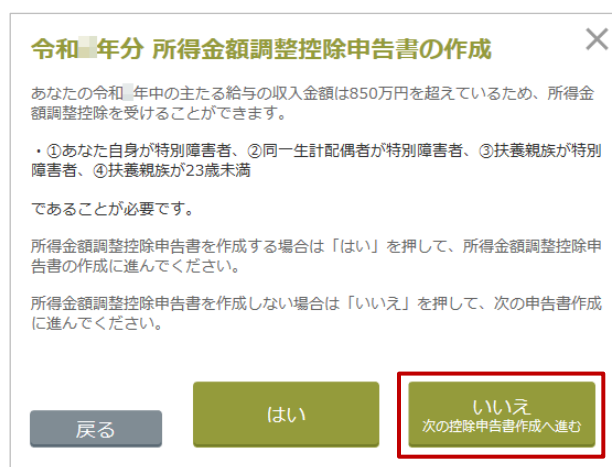 令和 年分 所得金額調整控除申告書の作成
あなたの令和 年中の主たる給与の収入金額は850万円を超えているため、所得金
額調整控除を受けることができます。
・①あなた自身が特別障害者、②同一生計配偶者が特別障害者、③扶養親族が特別
障害者、④扶養親族が23歳未満
であることが必要です。
所得金額調整控除申告書を作成する場合は「はい」を押して、所得金額調整控除申
告書の作成に進んでください。
所得金額調整控除申告書を作成しない場合は「いいえ」を押して、次の申告書作成
に進んでください。
戻る
はい
いいえ
次の控除申告書作成へ進む